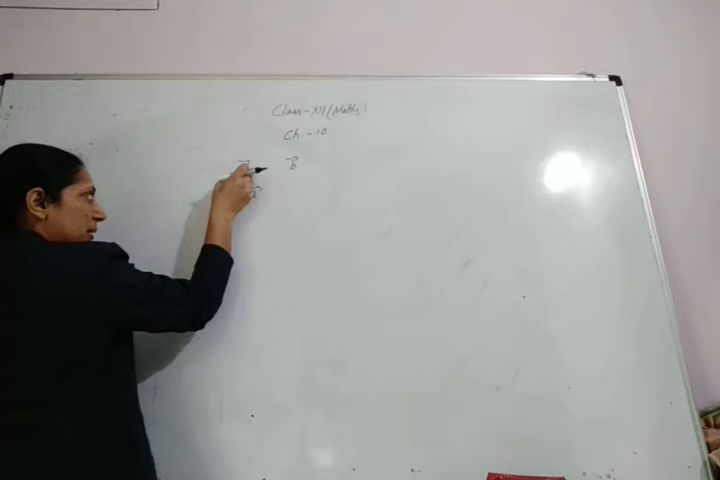 Class-XII (Maths)
Ch - 10
b⃗
a⃗